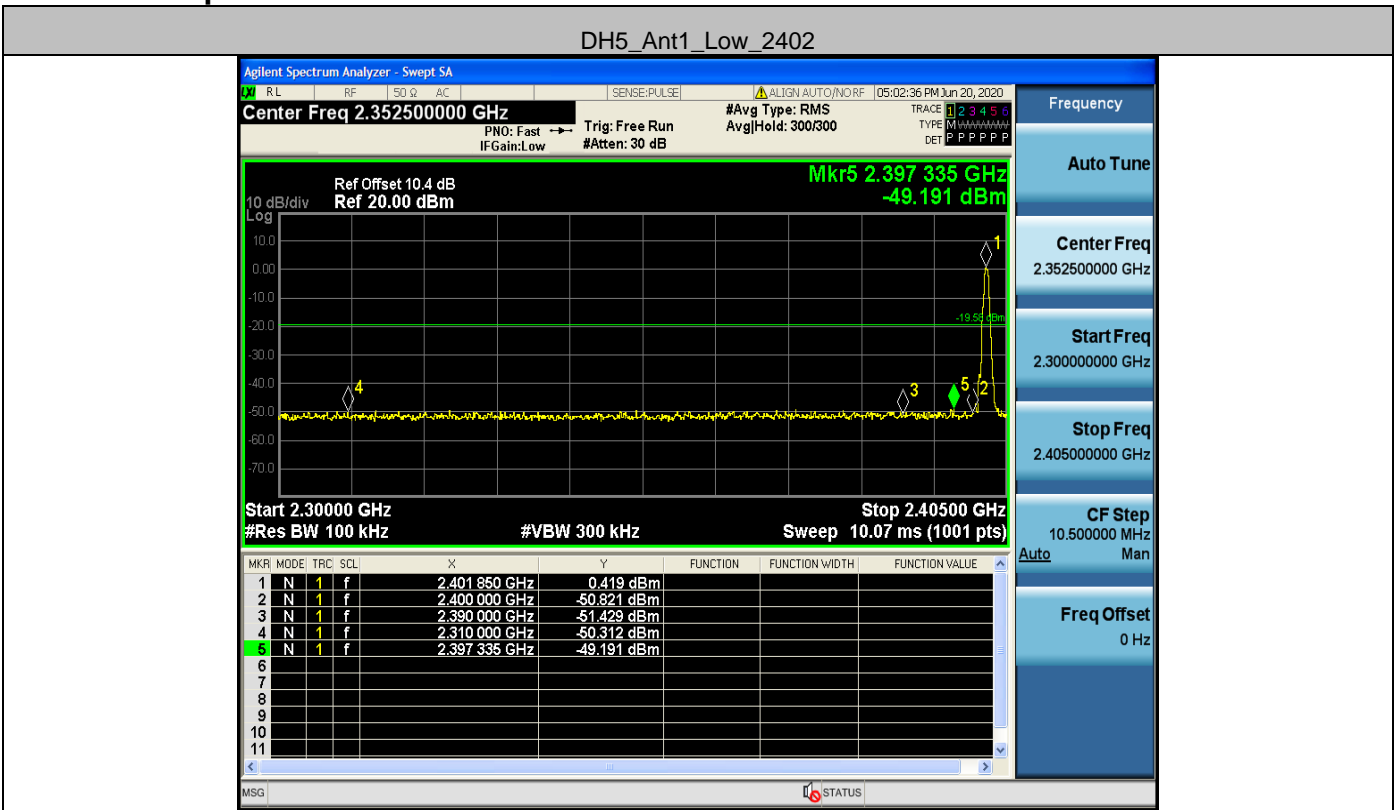 DH5_Ant1_Low_2402
Agilent Spectrum Analyzer - Swept SA
LXI RL RF 50 Ω AC SENSE:PULSE ALIGN AUTO/NORF 05:02:36 PM Jun 20, 2020
Center Freq 2.352500000 GHz
PNO: Fast
IFGain:Low
Trig: Free Run
#Atten: 30 dB
#Avg Type: RMS
Avg|Hold: 300/300
TRACE 1 2 3 4 5 6
TYPE M
DET P P P P P P
Mkr5 2.397 335 GHz
-49.191 dBm
Ref Offset 10.4 dB
10 dB/div Ref 20.00 dBm
Log
10.0
0.00
-10.0
-20.0
-30.0
-40.0
-50.0
-60.0
-70.0
1
dBm
4
3
5
2
Start 2.30000 GHz Stop 2.40500 GHz
#Res BW 100 kHz #VBW 300 kHz Sweep 10.07 ms (1001 pts)
MKR MODE TRC SCL X Y FUNCTION FUNCTION WIDTH FUNCTION VALUE
1 N 1 f 2.401 850 GHz 0.419 dBm
2 N 1 f 2.400 000 GHz -50.821 dBm
3 N 1 f 2.390 000 GHz -51.429 dBm
4 N 1 f 2.310 000 GHz -50.312 dBm
5 N 1 f 2.397 335 GHz -49.191 dBm
6
7
8
9
10
11
MSG STATUS
Frequency
Auto Tune
Center Freq
2.352500000 GHz
Start Freq
2.300000000 GHz
Stop Freq
2.405000000 GHz
CF Step
10.500000 MHz
Auto Man
Freq Offset
0 Hz